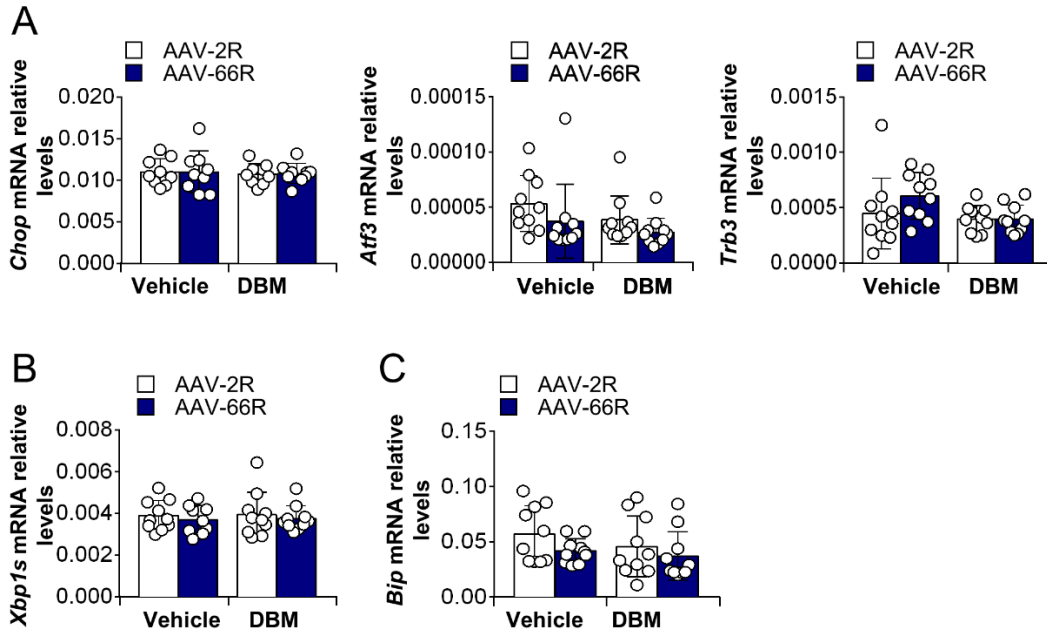 A
AAV-2R
AAV-66R
Chop mRNA relative
levels
0.020
0.015
0.010
0.005
0.000
Vehicle DBM
AAV-2R
AAV-66R
Atf3 mRNA relative
levels
0.00015
0.00010
0.00005
0.00000
Vehicle DBM
AAV-2R
AAV-66R
Trb3 mRNA relative
levels
0.0015
0.0010
0.0005
0.0000
Vehicle DBM
B
AAV-2R
AAV-66R
Xbp1s mRNA relative
levels
0.008
0.006
0.004
0.002
0.000
Vehicle DBM
C
AAV-2R
AAV-66R
Bip mRNA relative
levels
0.15
0.10
0.05
0.00
Vehicle DBM